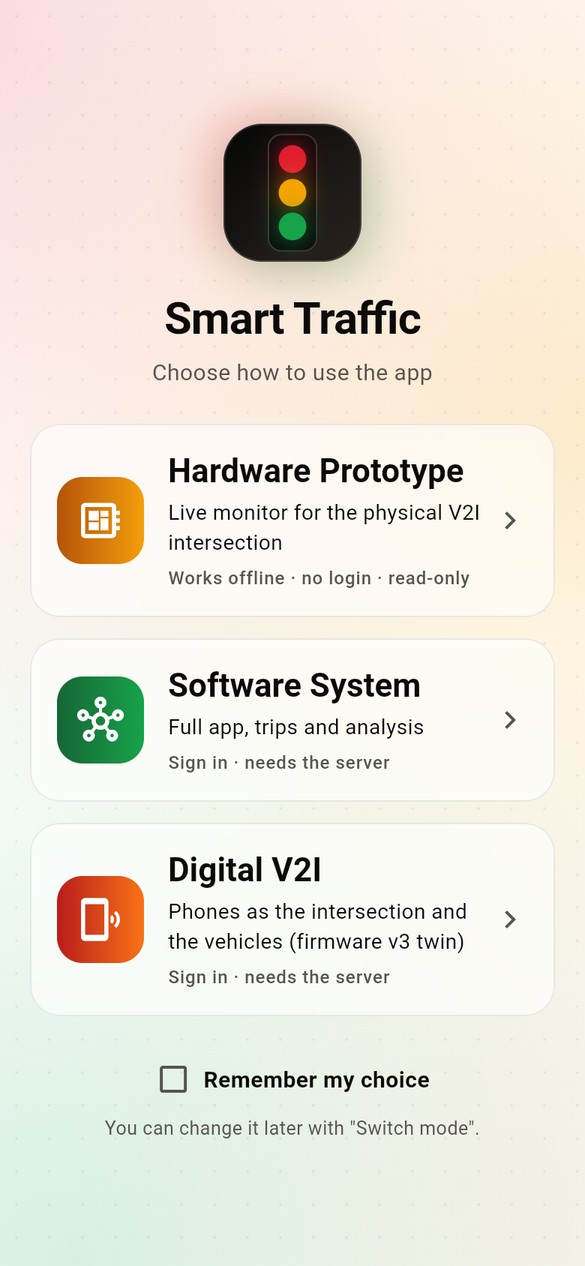 Smart Traffic
Choose how to use the app
Hardware Prototype
Live monitor for the physical V2I
intersection
Works offline · no login · read-only
Software System
Full app, trips and analysis
Sign in · needs the server
Digital V2I
Phones as the intersection and
the vehicles (firmware v3 twin)
Sign in · needs the server
Remember my choice
You can change it later with "Switch mode".